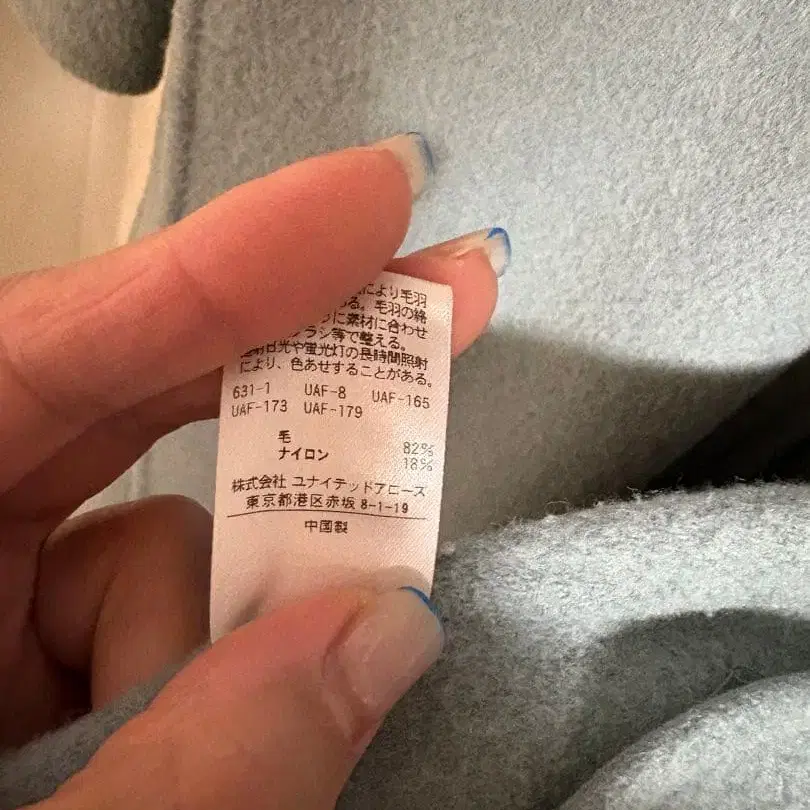 により毛羽
る。毛羽の絡
に素材に合わせ
ラシ等で整える。
光や蛍光灯の長時間照射
により、色あせすることがある。
631-1 UAF-8 UAF-165
UAF-173 UAF-179
毛 82%
ナイロン 18%
株式会社 ユナイテッドアローズ
東京都港区赤坂 8-1-19
中国製